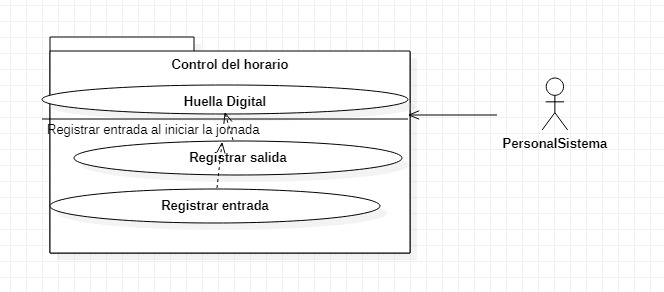 Control del horario
Huella Digital
Registrar entrada al iniciar la jornada
Registrar salida
Registrar entrada
PersonalSistema